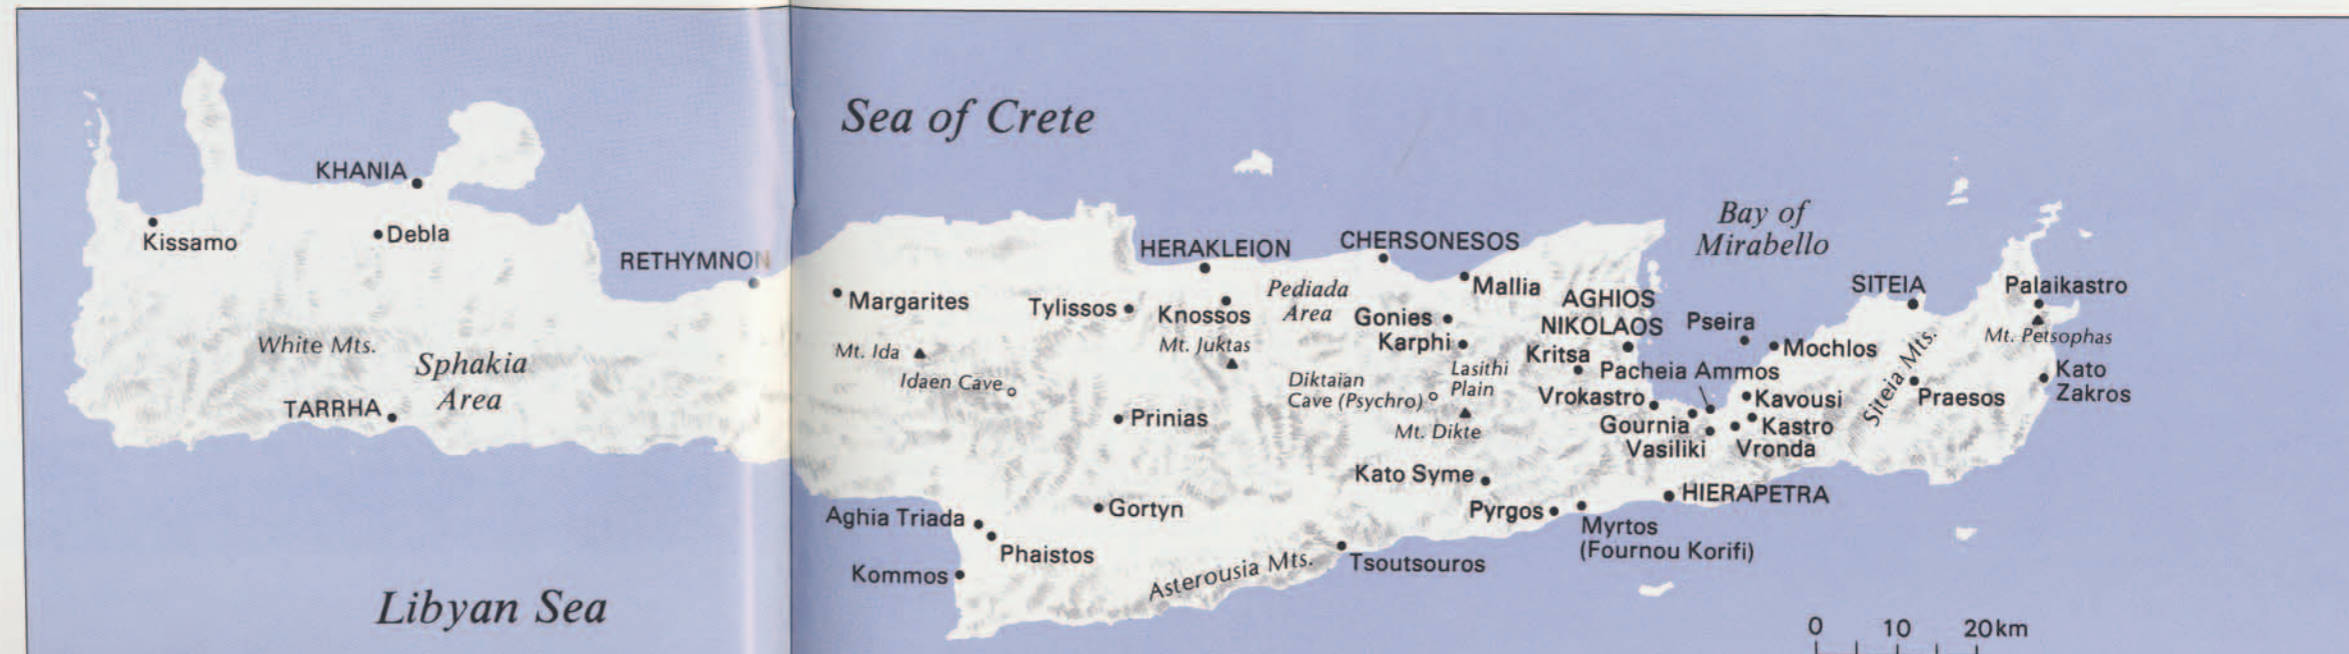 Sea of Crete
KHANIA
Kissamo
Debla
RETHYMNON
White Mts.
Sphakia
Area
TARRHA
Libyan Sea
HERAKLEION
CHERSONESOS
Bay of
Mirabello
Margarites
Tylissos
Knossos
Mt. Juktas
Pediada
Area
Mallia
Gonies
Karphi
AGHIOS
NIKOLAOS
Kritsa
Pseira
Mochlos
SITEIA
Palaikastro
Mt. Petsophas
Mt. Ida
Idaen Cave
Diktaian
Cave (Psychro)
Lasithi
Plain
Mt. Dikte
Pacheia Ammos
Vrokastro
Gournia
Vasiliki
Kavousi
Kastro
Vronda
Siteia Mts.
Praesos
Kato
Zakros
Prinias
Kato Syme
Pyrgos
Myrtos
(Fournou Korifi)
HIERAPETRA
Gortyn
Aghia Triada
Phaistos
Kommos
Asterousia Mts.
Tsoutsouros
0 10 20km